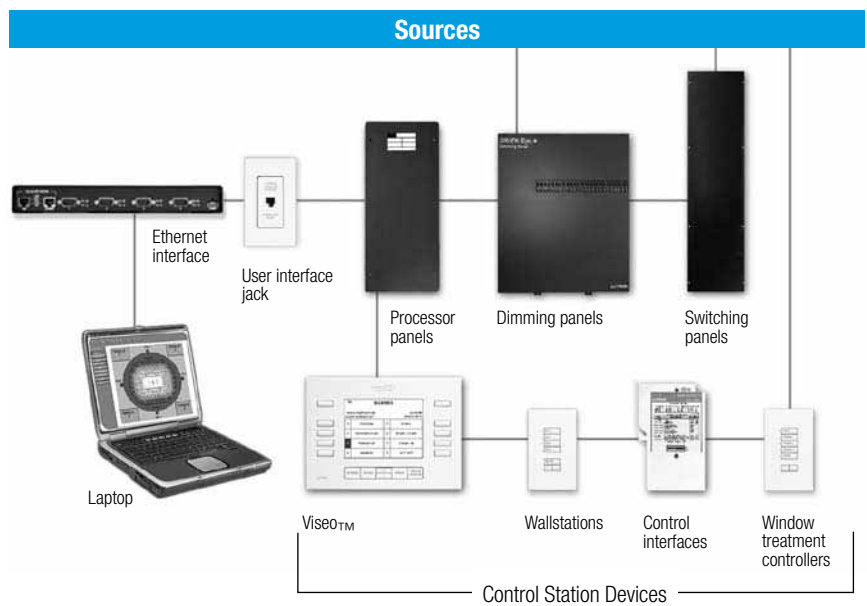 Sources
Ethernet
interface
User interface
jack
Processor
panels
Dimming panels
Switching
panels
Laptop
Viseo™
Wallstations
Control
interfaces
Window
treatment
controllers
Control Station Devices